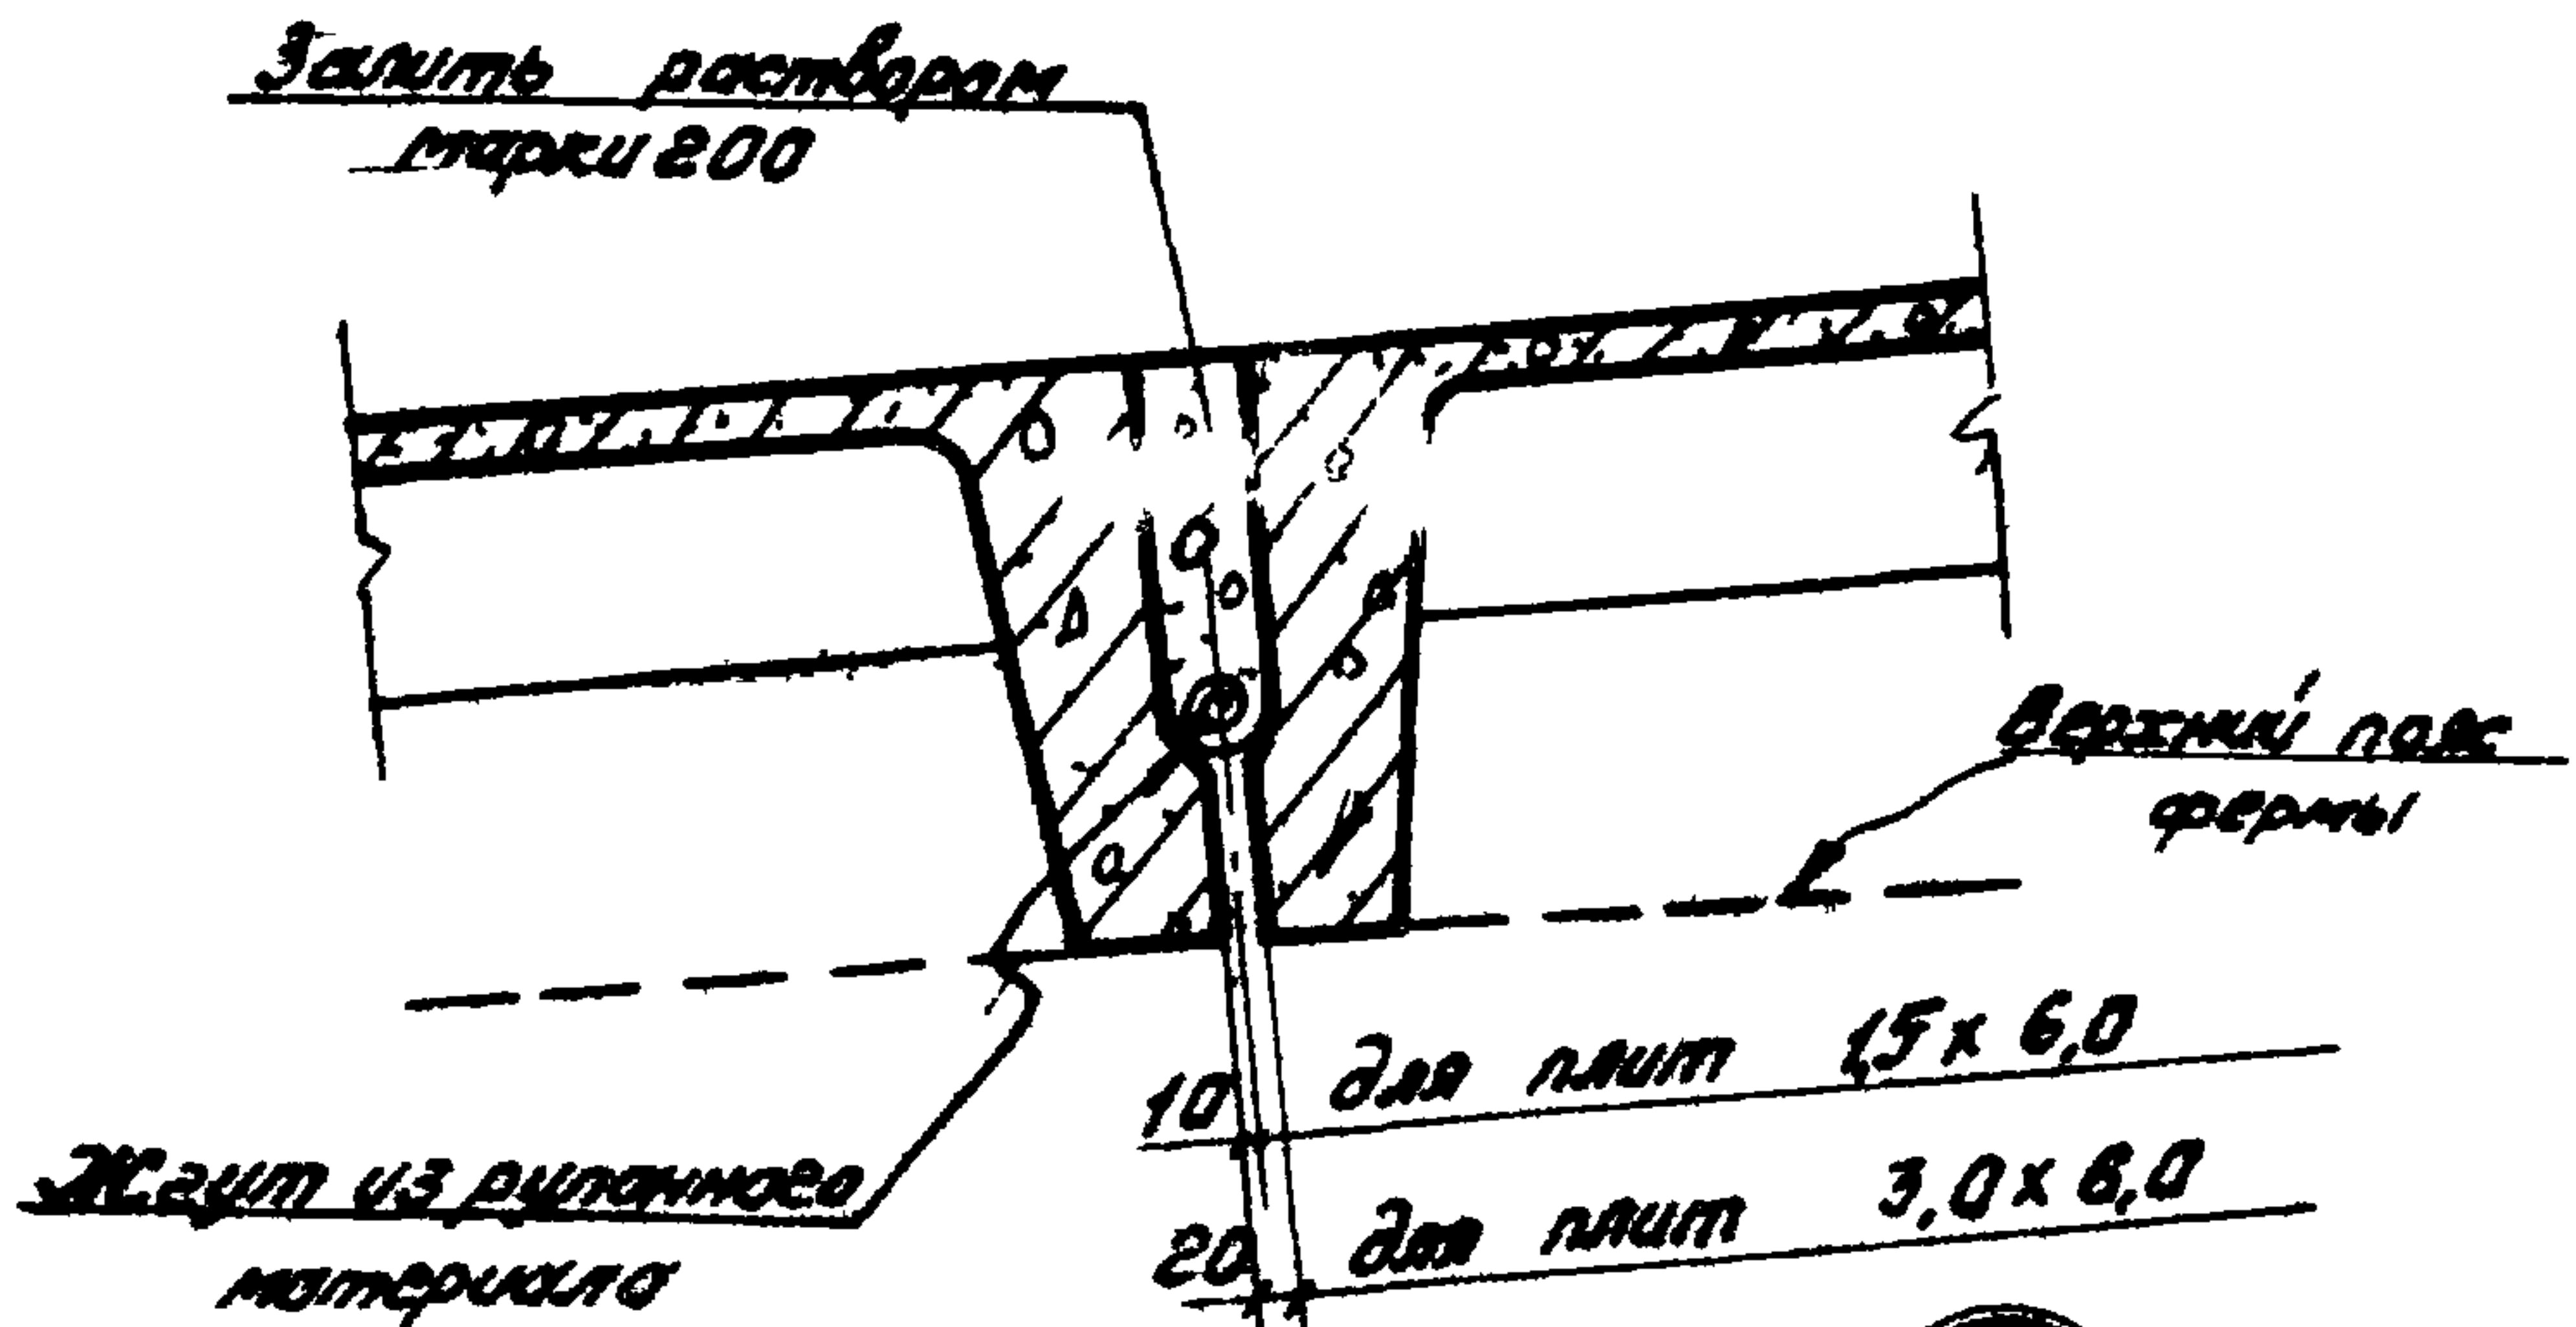 Залить раствором
марки 200
Верхний пояс
фермы
10 для плит 1,5 х 6,0
Жгут из рулонного
материала
20 для плит 3,0 х 6,0